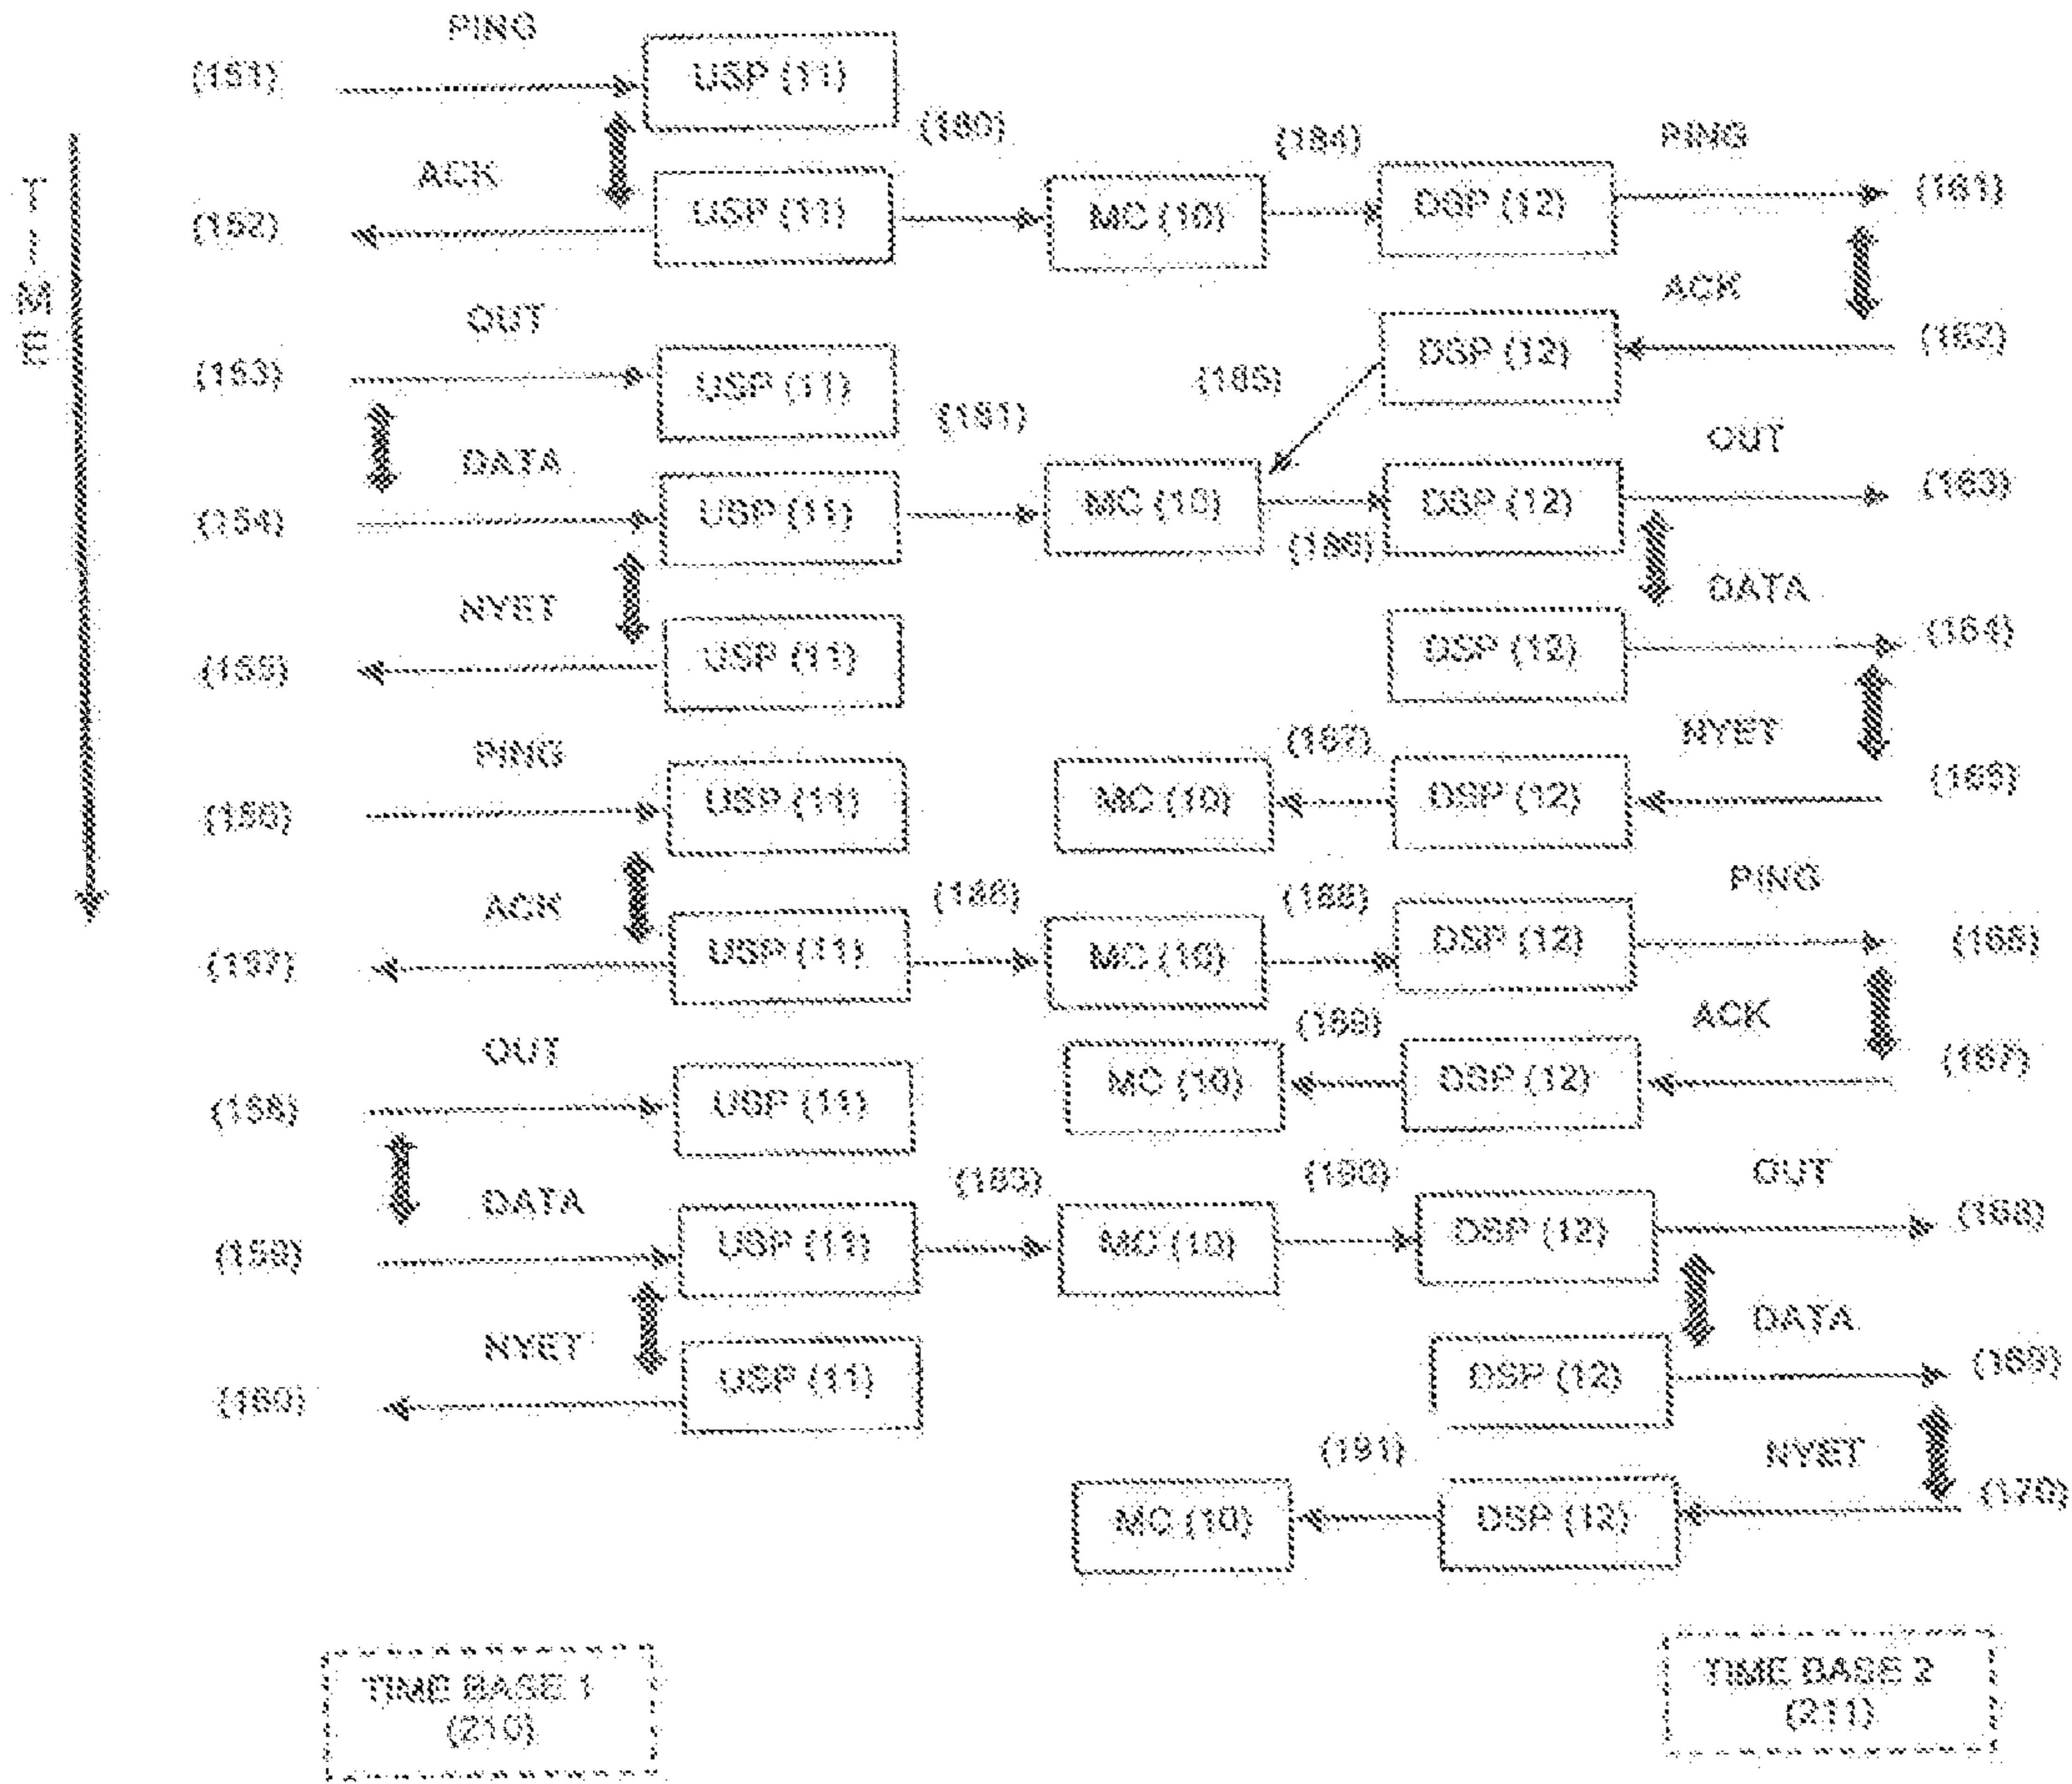 PING
(151)
USP (11)
(180)
(184)
PING
TIME
ACK
USP (11)
MC (10)
DSP (12)
(161)
(152)
ACK
OUT
DSP (12)
(162)
(153)
USP (11)
(185)
(181)
OUT
DATA
MC (10)
DSP (12)
(163)
(154)
USP (11)
(186)
DATA
NYET
DSP (12)
(164)
(155)
USP (11)
NYET
PING
MC (10)
DSP (12)
(165)
(156)
USP (11)
PING
ACK
(188)
USP (11)
MC (10)
DSP (12)
(157)
ACK
OUT
MC (10)
DSP (12)
(167)
(158)
USP (11)
OUT
DATA
(183)
(190)
USP (11)
MC (10)
DSP (12)
(168)
(159)
DATA
NYET
USP (11)
DSP (12)
(169)
(160)
(191)
NYET
MC (10)
DSP (12)
(170)
TIME BASE 1
(210)
TIME BASE 2
(211)